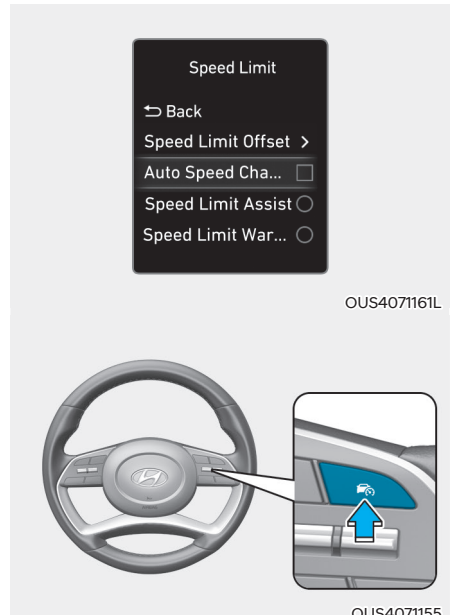 Speed Limit
Back
Speed Limit Offset >
Auto Speed Cha...
Speed Limit Assist
Speed Limit War...
OUS4071161L
OUS4071155